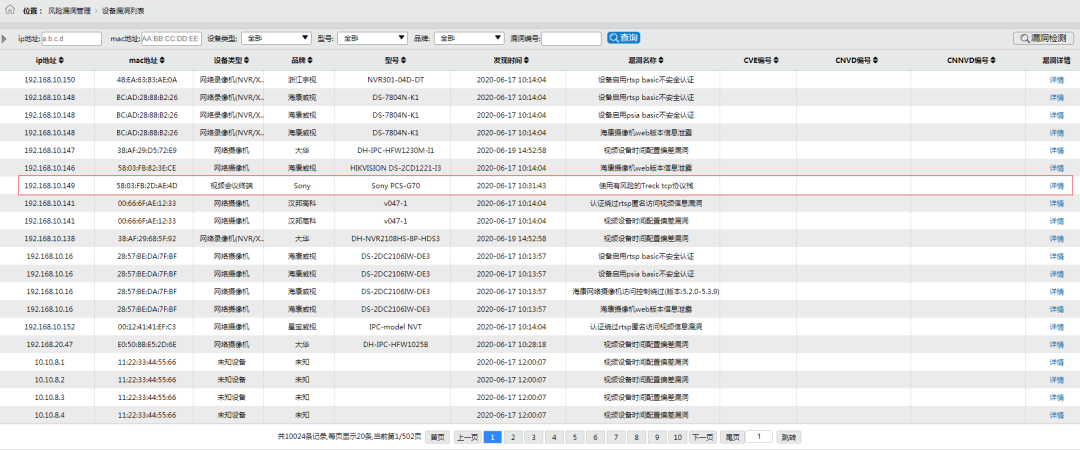 位置： 风险漏洞管理 › 设备漏洞列表
ip地址: a.b.c.d mac地址: AA:BB:CC:DD:EE 设备类型: 全部 型号: 全部 品牌: 全部 漏洞编号: 查询 漏洞检测
ip地址 mac地址 设备类型 品牌 型号 发现时间 漏洞名称 CVE编号 CNVD编号 CNNVD编号 漏洞详情
192.168.10.150 48:EA:63:83:AE:0A 网络录像机(NVR/X.. 浙江宇视 NVR301-04D-DT 2020-06-17 10:14:04 设备启用rtsp basic不安全认证 详情
192.168.10.148 BC:AD:28:88:B2:26 网络录像机(NVR/X.. 海康威视 DS-7804N-K1 2020-06-17 10:14:04 设备启用rtsp basic不安全认证 详情
192.168.10.148 BC:AD:28:88:B2:26 网络录像机(NVR/X.. 海康威视 DS-7804N-K1 2020-06-17 10:14:04 设备启用psia basic不安全认证 详情
192.168.10.148 BC:AD:28:88:B2:26 网络录像机(NVR/X.. 海康威视 DS-7804N-K1 2020-06-17 10:14:04 海康摄像机web版本信息泄露 详情
192.168.10.147 38:AF:29:D5:72:E9 网络摄像机 大华 DH-IPC-HFW1230M-I1 2020-06-19 14:52:58 视频设备时间配置偏差漏洞 详情
192.168.10.146 58:03:FB:82:3E:CE 网络摄像机 海康威视 HIKVISION DS-2CD1221-I3 2020-06-17 10:14:04 海康摄像机web版本信息泄露 详情
192.168.10.149 58:03:FB:2D:AE:4D 视频会议终端 Sony Sony PCS-G70 2020-06-17 10:31:43 使用有风险的Treck tcp协议栈 详情
192.168.10.141 00:66:6F:AE:12:33 网络摄像机 汉邦高科 v047-1 2020-06-17 10:14:04 认证绕过rtsp匿名访问视频信息漏洞 详情
192.168.10.141 00:66:6F:AE:12:33 网络摄像机 汉邦高科 v047-1 2020-06-17 10:14:04 视频设备时间配置偏差漏洞 详情
192.168.10.138 38:AF:29:68:5F:92 网络录像机(NVR/X.. 大华 DH-NVR2108HS-8P-HDS3 2020-06-19 14:52:58 视频设备时间配置偏差漏洞 详情
192.168.10.16 28:57:BE:DA:7F:BF 网络摄像机 海康威视 DS-2DC2106IW-DE3 2020-06-17 10:13:57 设备启用rtsp basic不安全认证 详情
192.168.10.16 28:57:BE:DA:7F:BF 网络摄像机 海康威视 DS-2DC2106IW-DE3 2020-06-17 10:13:57 设备启用psia basic不安全认证 详情
192.168.10.16 28:57:BE:DA:7F:BF 网络摄像机 海康威视 DS-2DC2106IW-DE3 2020-06-17 10:13:57 海康网络摄像机访问控制绕过(版本:5.2.0-5.3.9) 详情
192.168.10.16 28:57:BE:DA:7F:BF 网络摄像机 海康威视 DS-2DC2106IW-DE3 2020-06-17 10:13:57 海康摄像机web版本信息泄露 详情
192.168.10.152 00:12:41:41:EF:C3 网络摄像机 星宝威视 IPC-model NVT 2020-06-17 10:14:04 认证绕过rtsp匿名访问视频信息漏洞 详情
192.168.20.47 E0:50:8B:E5:2D:6E 网络摄像机 大华 DH-IPC-HFW1025B 2020-06-17 10:28:18 视频设备时间配置偏差漏洞 详情
10.10.8.1 11:22:33:44:55:66 未知设备 未知 2020-06-17 12:00:07 视频设备时间配置偏差漏洞 详情
10.10.8.2 11:22:33:44:55:66 未知设备 未知 2020-06-17 12:00:07 视频设备时间配置偏差漏洞 详情
10.10.8.3 11:22:33:44:55:66 未知设备 未知 2020-06-17 12:00:07 视频设备时间配置偏差漏洞 详情
10.10.8.4 11:22:33:44:55:66 未知设备 未知 2020-06-17 12:00:07 视频设备时间配置偏差漏洞 详情
共10024条记录,每页显示20条,当前第1/502页 首页 上一页 1 2 3 4 5 6 7 8 9 10 下一页 尾页 1 跳转